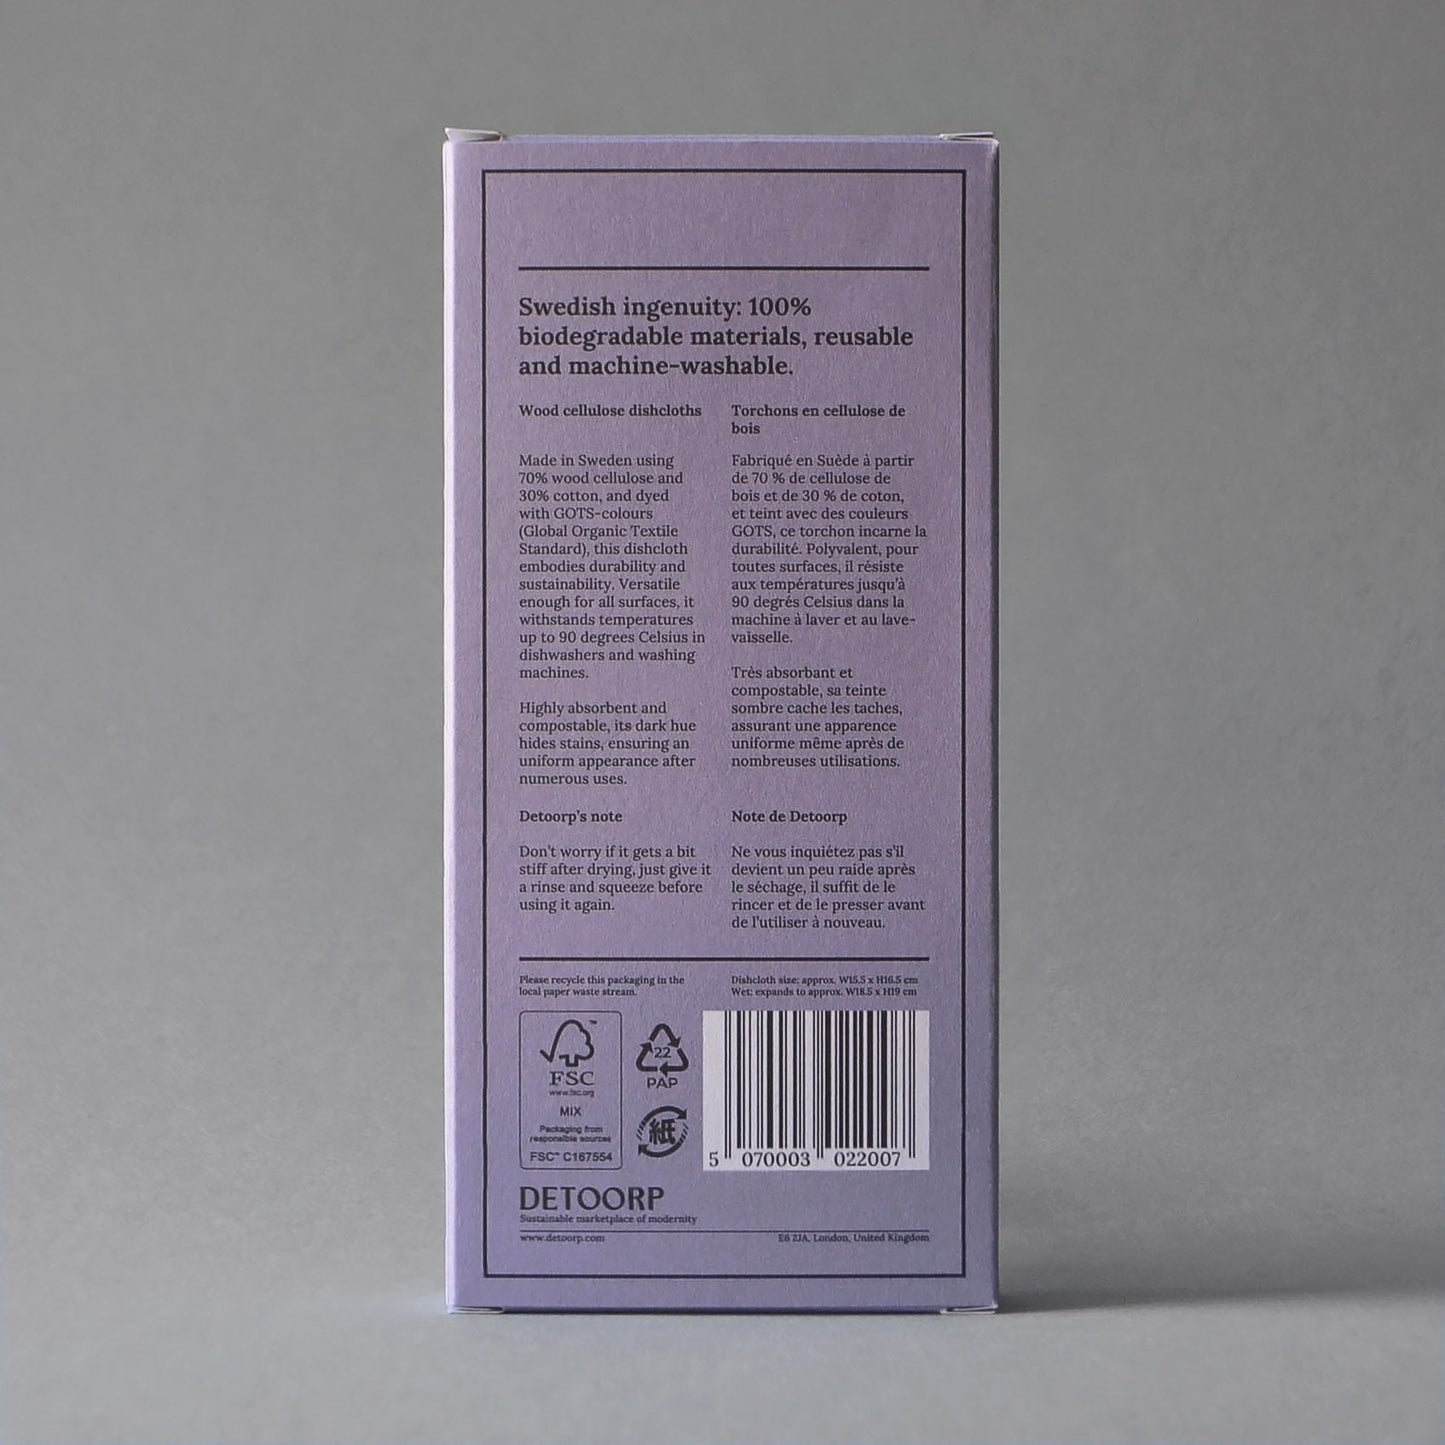 Swedish ingenuity: 100%
biodegradable materials, reusable
and machine-washable.
Wood cellulose dishcloths
Made in Sweden using
70% wood cellulose and
30% cotton, and dyed
with GOTS-colours
(Global Organic Textile
Standard), this dishcloth
embodies durability and
sustainability. Versatile
enough for all surfaces, it
withstands temperatures
up to 90 degrees Celsius in
dishwashers and washing
machines.
Highly absorbent and
compostable, its dark hue
hides stains, ensuring an
uniform appearance after
numerous uses.
Detoorp's note
Don't worry if it gets a bit
stiff after drying, just give it
a rinse and squeeze before
using it again.
Torchons en cellulose de
bois
Fabriqué en Suède à partir
de 70 % de cellulose de
bois et de 30 % de coton,
et teint avec des couleurs
GOTS, ce torchon incarne la
durabilité. Polyvalent, pour
toutes surfaces, il résiste
aux températures jusqu'à
90 degrés Celsius dans la
machine à laver et au lave-
vaisselle.
Très absorbant et
compostable, sa teinte
sombre cache les taches,
assurant une apparence
uniforme même après de
nombreuses utilisations.
Note de Detoorp
Ne vous inquiétez pas s'il
devient un peu raide après
le séchage, il suffit de le
rincer et de le presser avant
de l'utiliser à nouveau.
Please recycle this packaging in the
local paper waste stream.
Dishcloth size: approx. W15.5 x H16.5 cm
Wet: expands to approx. W18.5 x H19 cm
FSC
www.fsc.org
MIX
Packaging from
responsible sources
FSC™ C167554
22
PAP
紙
5 070003 022007
DETOORP
Sustainable marketplace of modernity
www.detoorp.com
E6 2JA, London, United Kingdom